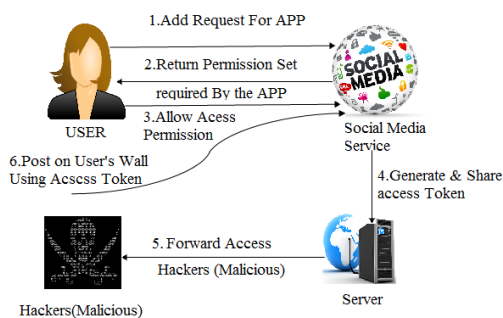 1.Add Request For APP
2.Return Permission Set
required By the APP
USER
3.Allow Acess
Permission
SOCIAL
MEDIA
Social Media
Service
6.Post on User's Wall
Using Acscss Token
4.Generate & Share
access Token
5. Forward Access
Hackers (Malicious)
Server
Hackers(Malicious)